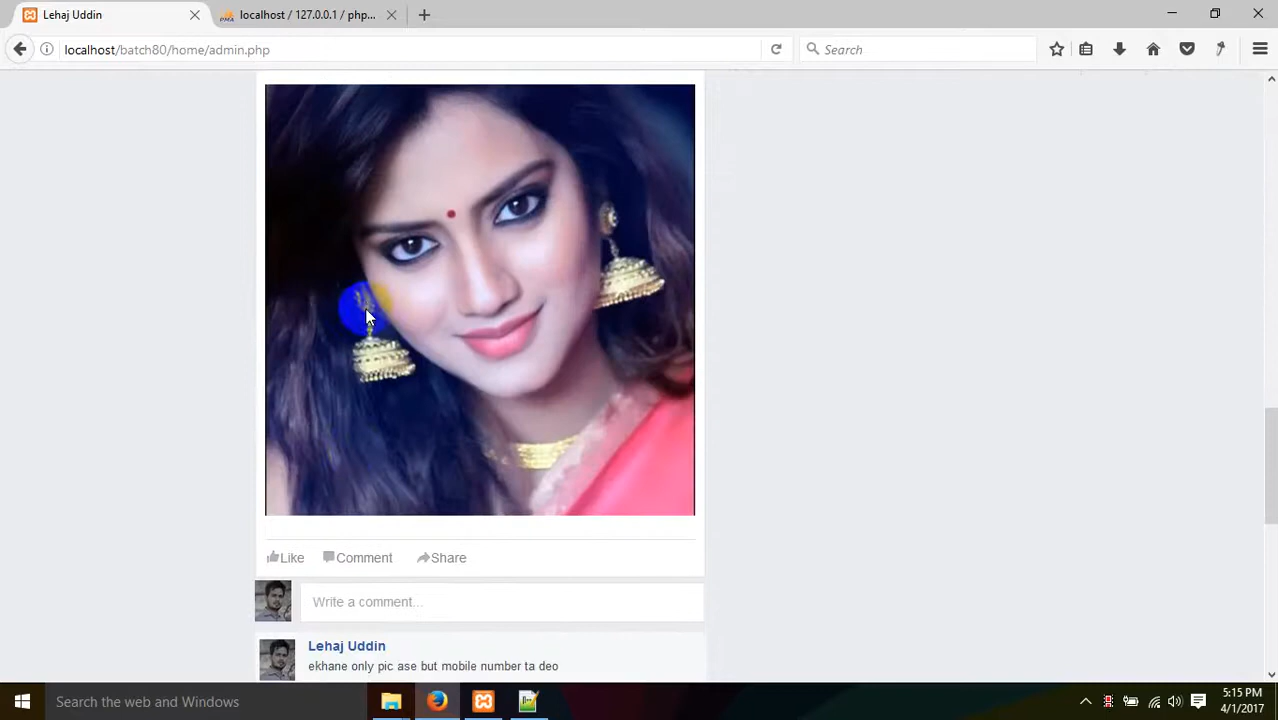 Lehaj Uddin
localhost / 127.0.0.1 / php...
localhost/batch80/home/admin.php
Search
Like
Comment
Share
Write a comment...
Lehaj Uddin
ekhane only pic ase but mobile number ta deo
Search the web and Windows
5:15 PM
4/1/2017